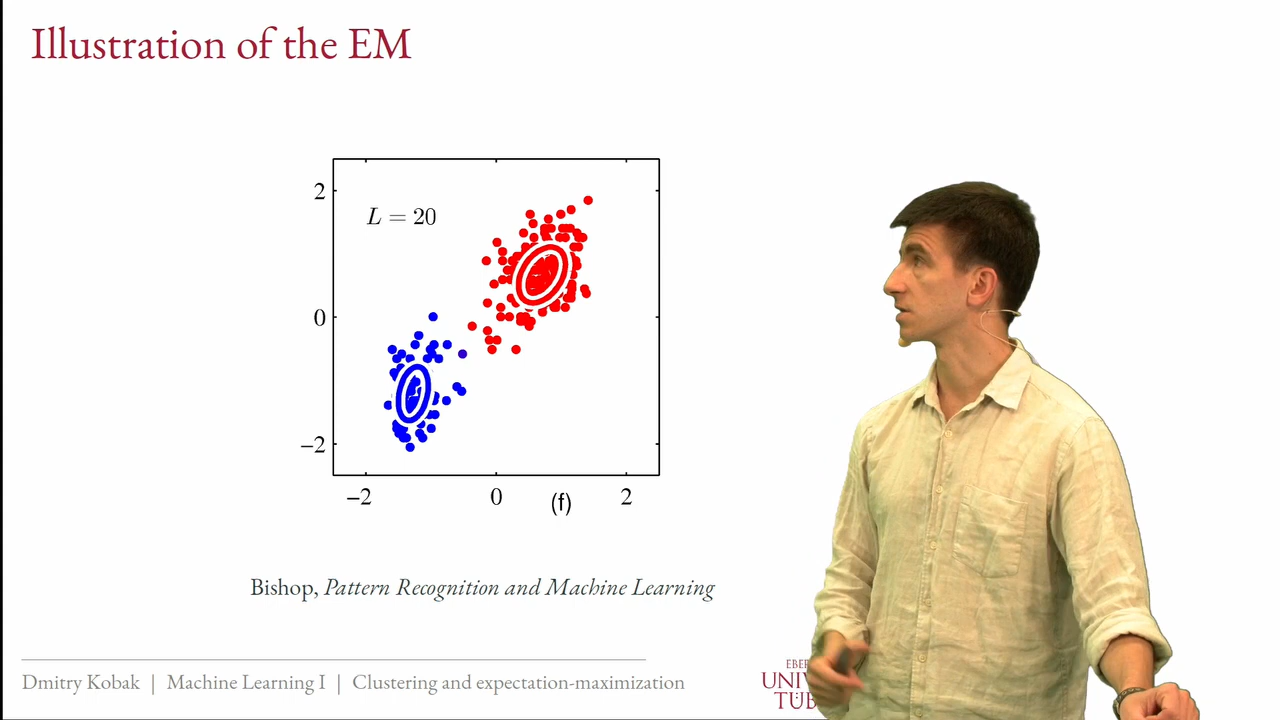 Illustration of the EM
L = 20
2
0
−2
−2
0
2
(f)
Bishop, Pattern Recognition and Machine Learning
Dmitry Kobak | Machine Learning I | Clustering and expectation-maximization